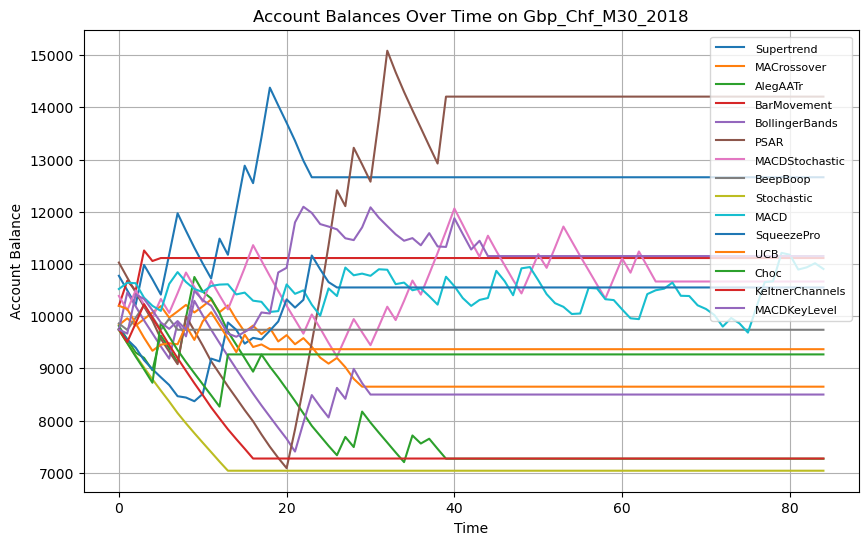 Account Balances Over Time on Gbp_Chf_M30_2018
15000
14000
13000
12000
11000
10000
9000
8000
7000
Account Balance
0
20
40
60
80
Time
Supertrend
MACrossover
AlegAATr
BarMovement
BollingerBands
PSAR
MACDStochastic
BeepBoop
Stochastic
MACD
SqueezePro
UCB
Choc
KeltnerChannels
MACDKeyLevel